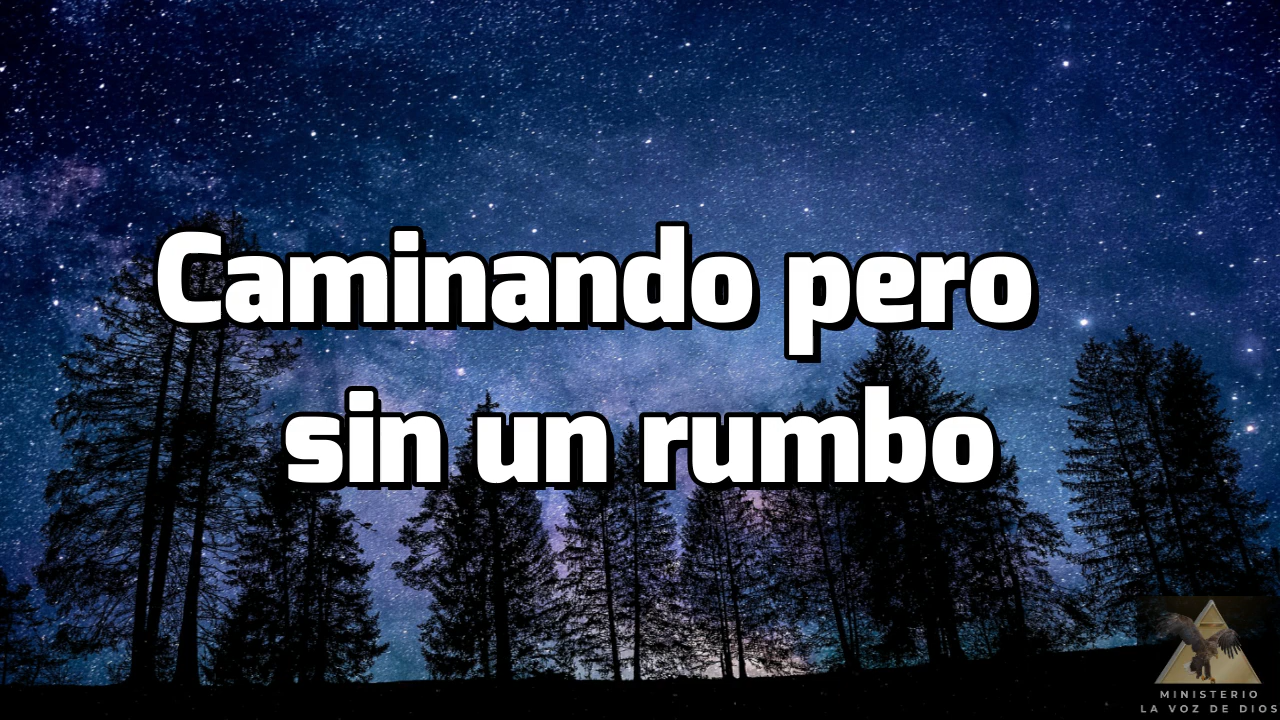 Caminando pero
sin un rumbo
MINISTERIO
LA VOZ DE DIOS